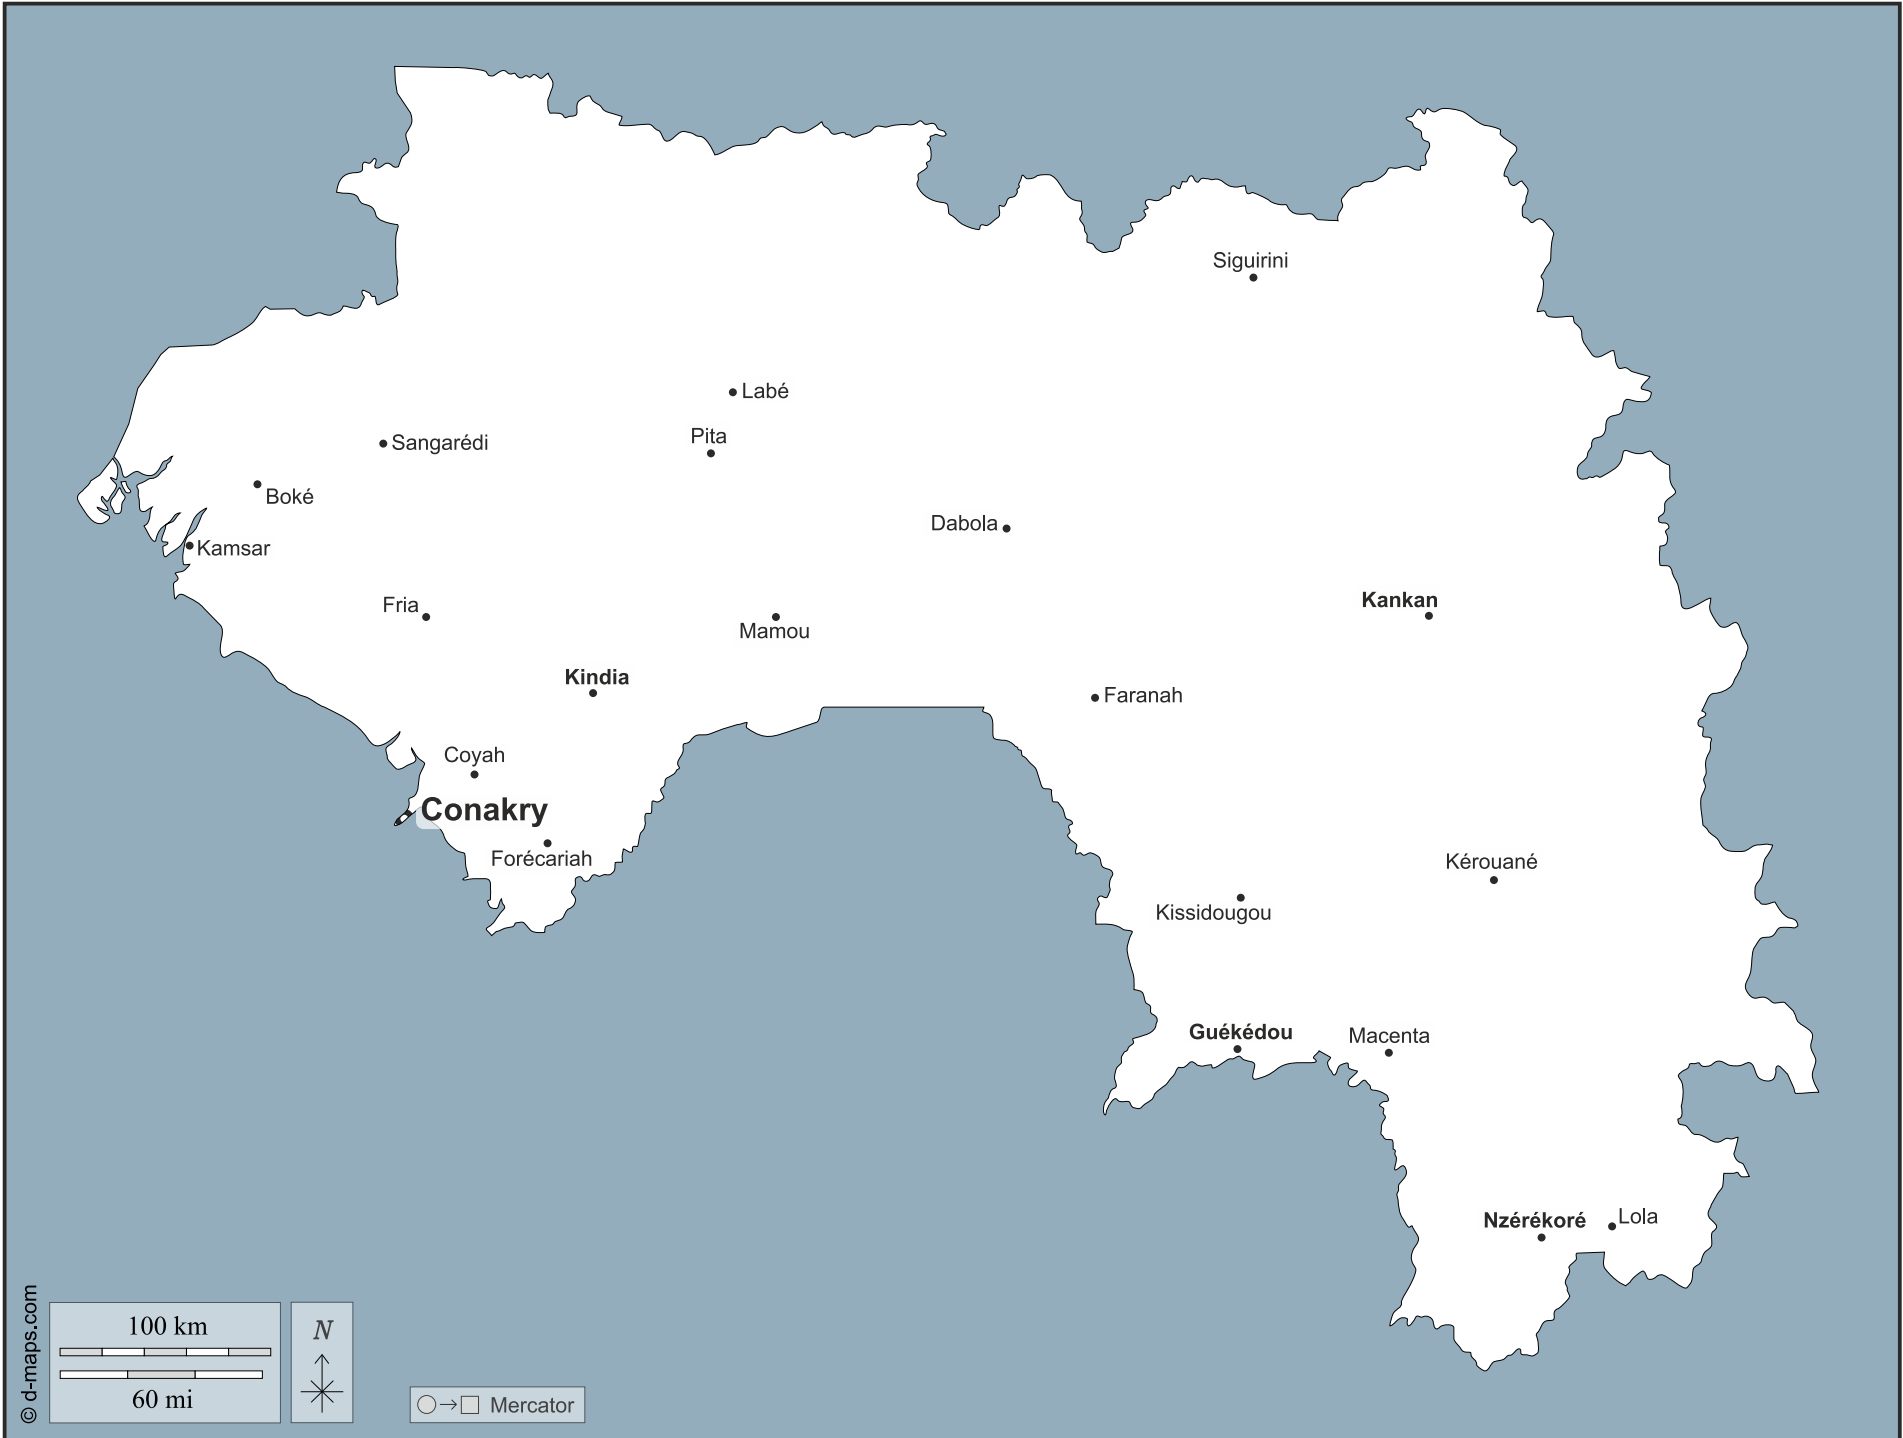 Siguirini
Labé
Pita
Sangarédi
Boké
Dabola
Kamsar
Kankan
Fria
Mamou
Kindia
Faranah
Coyah
Conakry
Forécariah
Kérouané
Kissidougou
Guékédou
Macenta
Nzérékoré
Lola
© d-maps.com
100 km
60 mi
N
Mercator